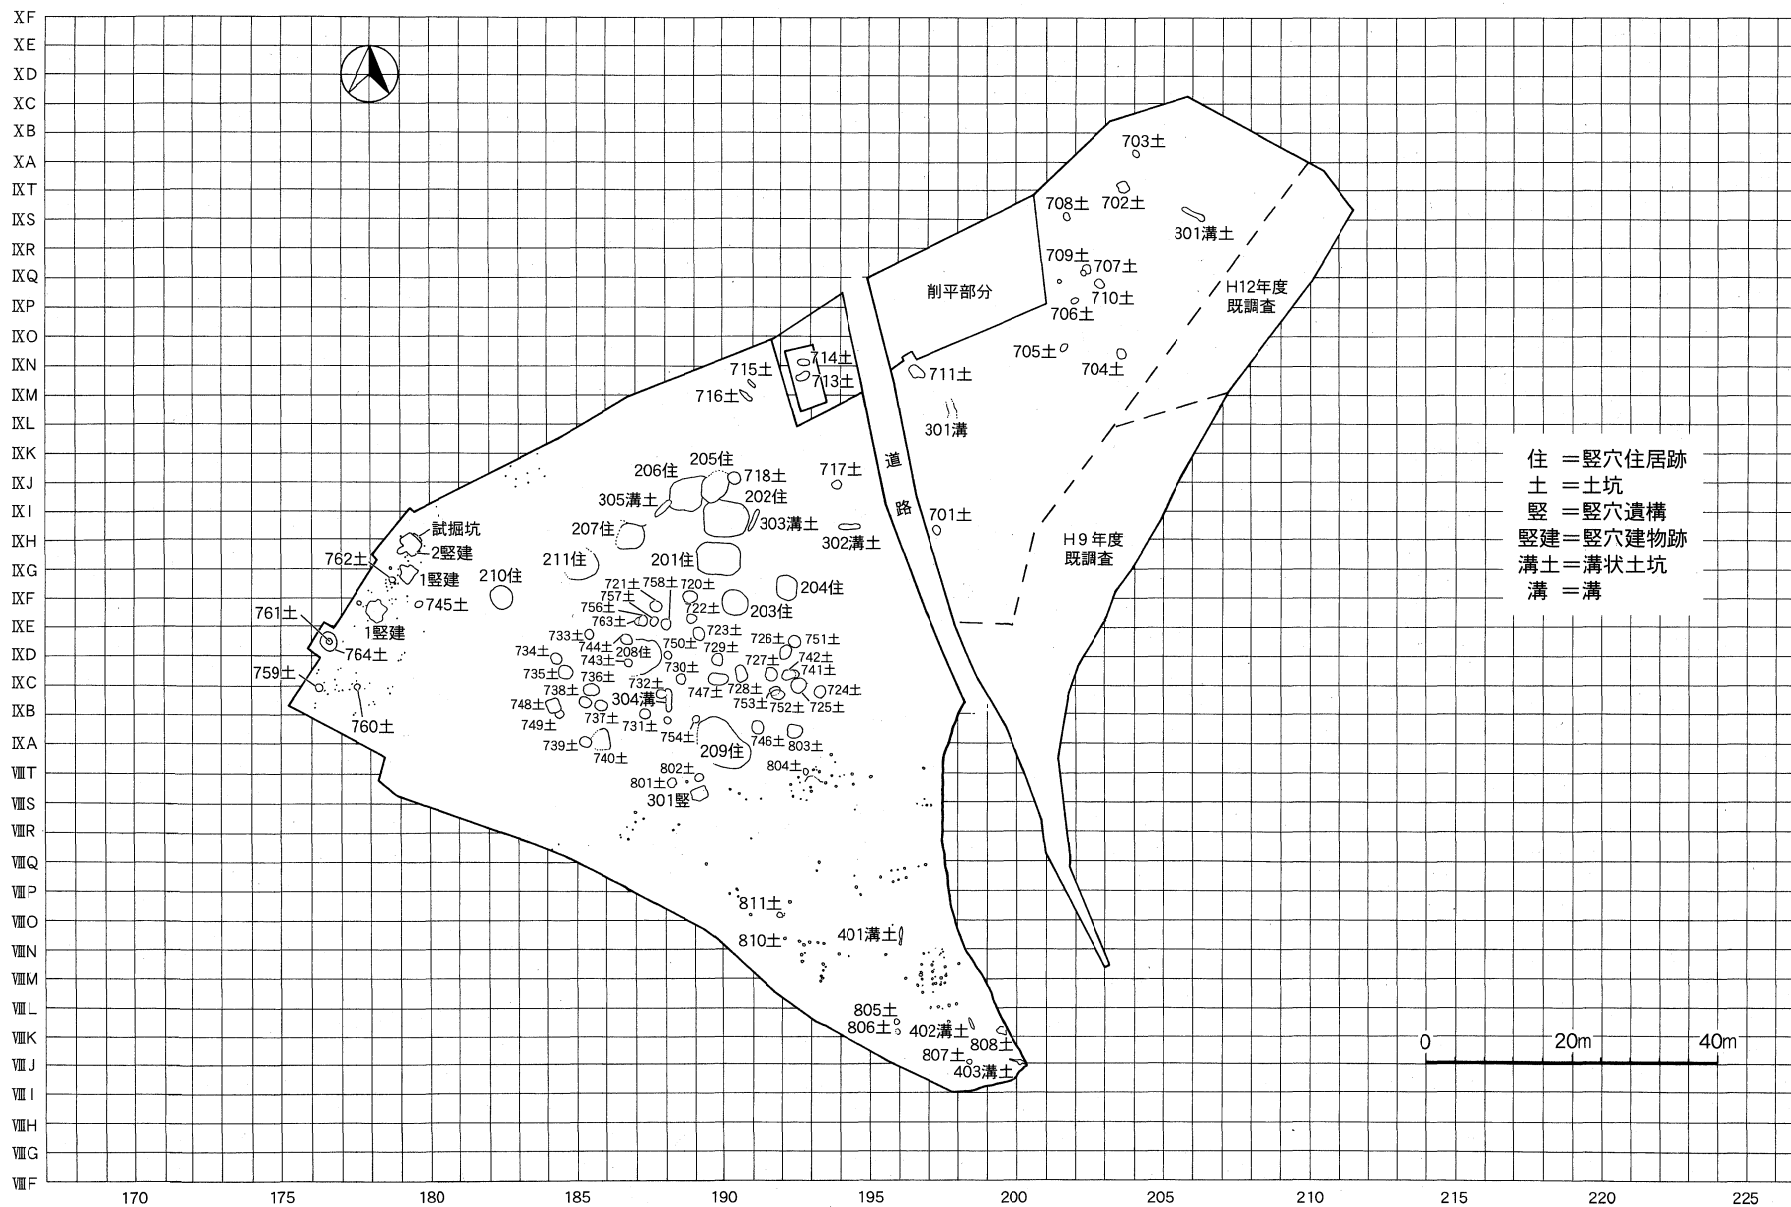 ⅩF
ⅩE
ⅩD
ⅩC
ⅩB
ⅩA
ⅨT
ⅨS
ⅨR
ⅨQ
ⅨP
ⅨO
ⅨN
ⅨM
ⅨL
ⅨK
ⅨJ
ⅨI
ⅨH
ⅨG
ⅨF
ⅨE
ⅨD
ⅨC
ⅨB
ⅨA
ⅧT
ⅧS
ⅧR
ⅧQ
ⅧP
ⅧO
ⅧN
ⅧM
ⅧL
ⅧK
ⅧJ
ⅧI
ⅧH
ⅧG
ⅧF
703土
702土
708土
301溝土
709土
707土
710土
706土
705土
704土
削平部分
H12年度
既調査
714土
713土
715土
716土
711土
301溝
道
路
717土
701土
H9年度
既調査
205住
206住
718土
202住
305溝土
303溝土
302溝土
207住
201住
211住
210住
204住
203住
試掘坑
2竪建
762土
1竪建
745土
1竪建
761土
764土
759土
760土
721土
758土
720土
757土
756土
722土
763土
723土
733土
744土
208住
750土
729土
726土
751土
734土
743土
730土
727土
742土
741土
735土
736土
732土
747土
728土
724土
738土
304溝
753土
752土
725土
748土
737土
731土
749土
754土
209住
746土
803土
739土
740土
802土
804土
801土
301竪
811土
810土
401溝土
805土
806土
402溝土
808土
807土
403溝土
住 ＝竪穴住居跡
土 ＝土坑
竪 ＝竪穴遺構
竪建＝竪穴建物跡
溝土＝溝状土坑
溝 ＝溝
0 20m 40m
170 175 180 185 190 195 200 205 210 215 220 225